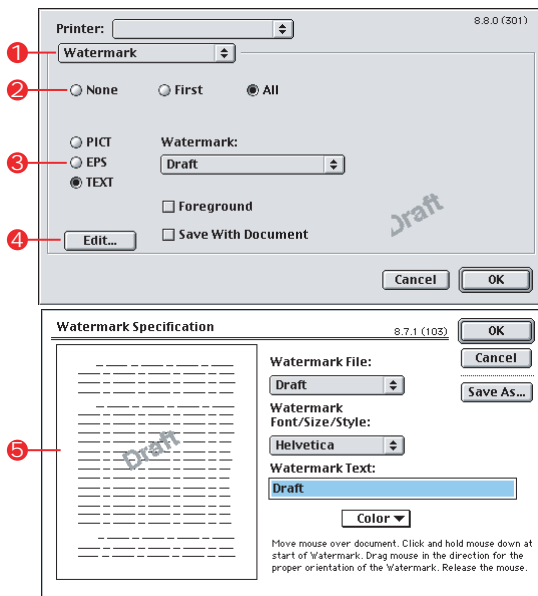 Printer:
8.8.0 (301)
1 Watermark
2 None First All
PICT Watermark:
3 EPS Draft
TEXT
Foreground
Draft
4 Edit... Save With Document
Cancel OK
Watermark Specification 8.7.1 (103) OK
Cancel
Watermark File:
Draft
Save As...
Watermark
Font/Size/Style:
Helvetica
5 Draft
Watermark Text:
Draft
Color
Move mouse over document. Click and hold mouse down at
start of Watermark. Drag mouse in the direction for the
proper orientation of the Watermark. Release the mouse.